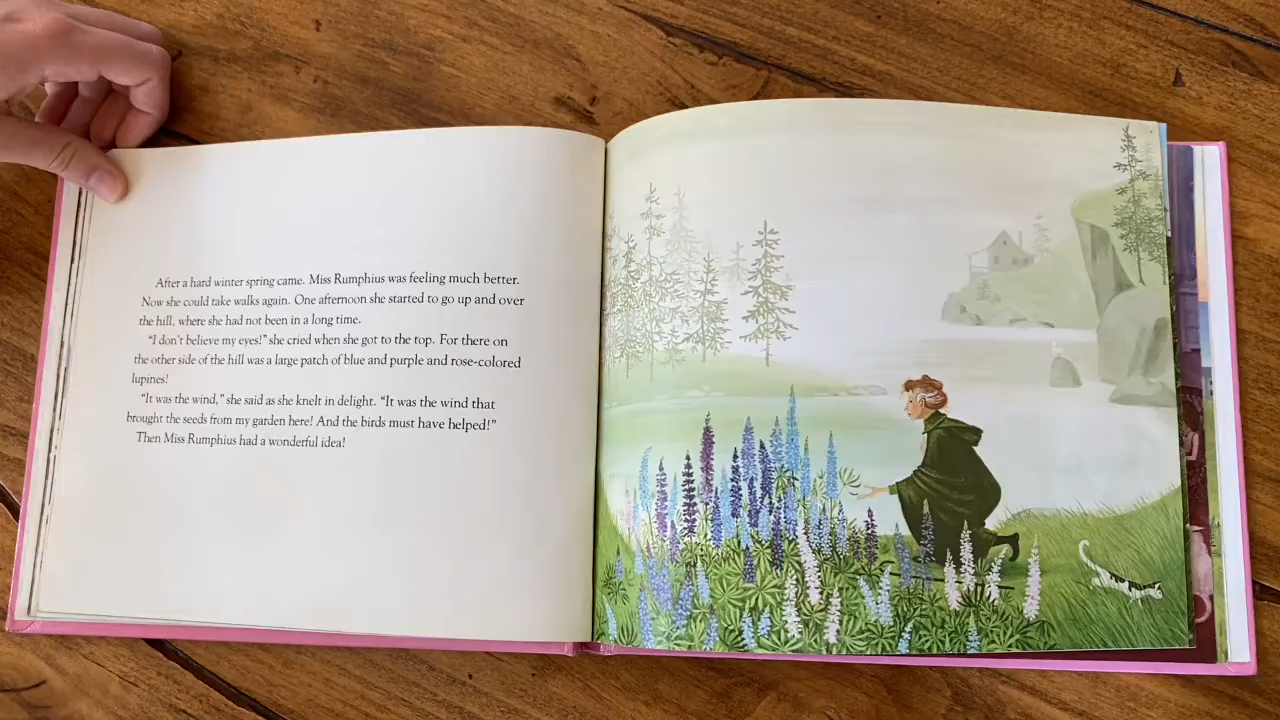 After a hard winter spring came. Miss Rumphius was feeling much better.
Now she could take walks again. One afternoon she started to go up and over
the hill, where she had not been in a long time.
"I don't believe my eyes!" she cried when she got to the top. For there on
the other side of the hill was a large patch of blue and purple and rose-colored
lupines!
"It was the wind," she said as she knelt in delight. "It was the wind that
brought the seeds from my garden here! And the birds must have helped!"
Then Miss Rumphius had a wonderful idea!